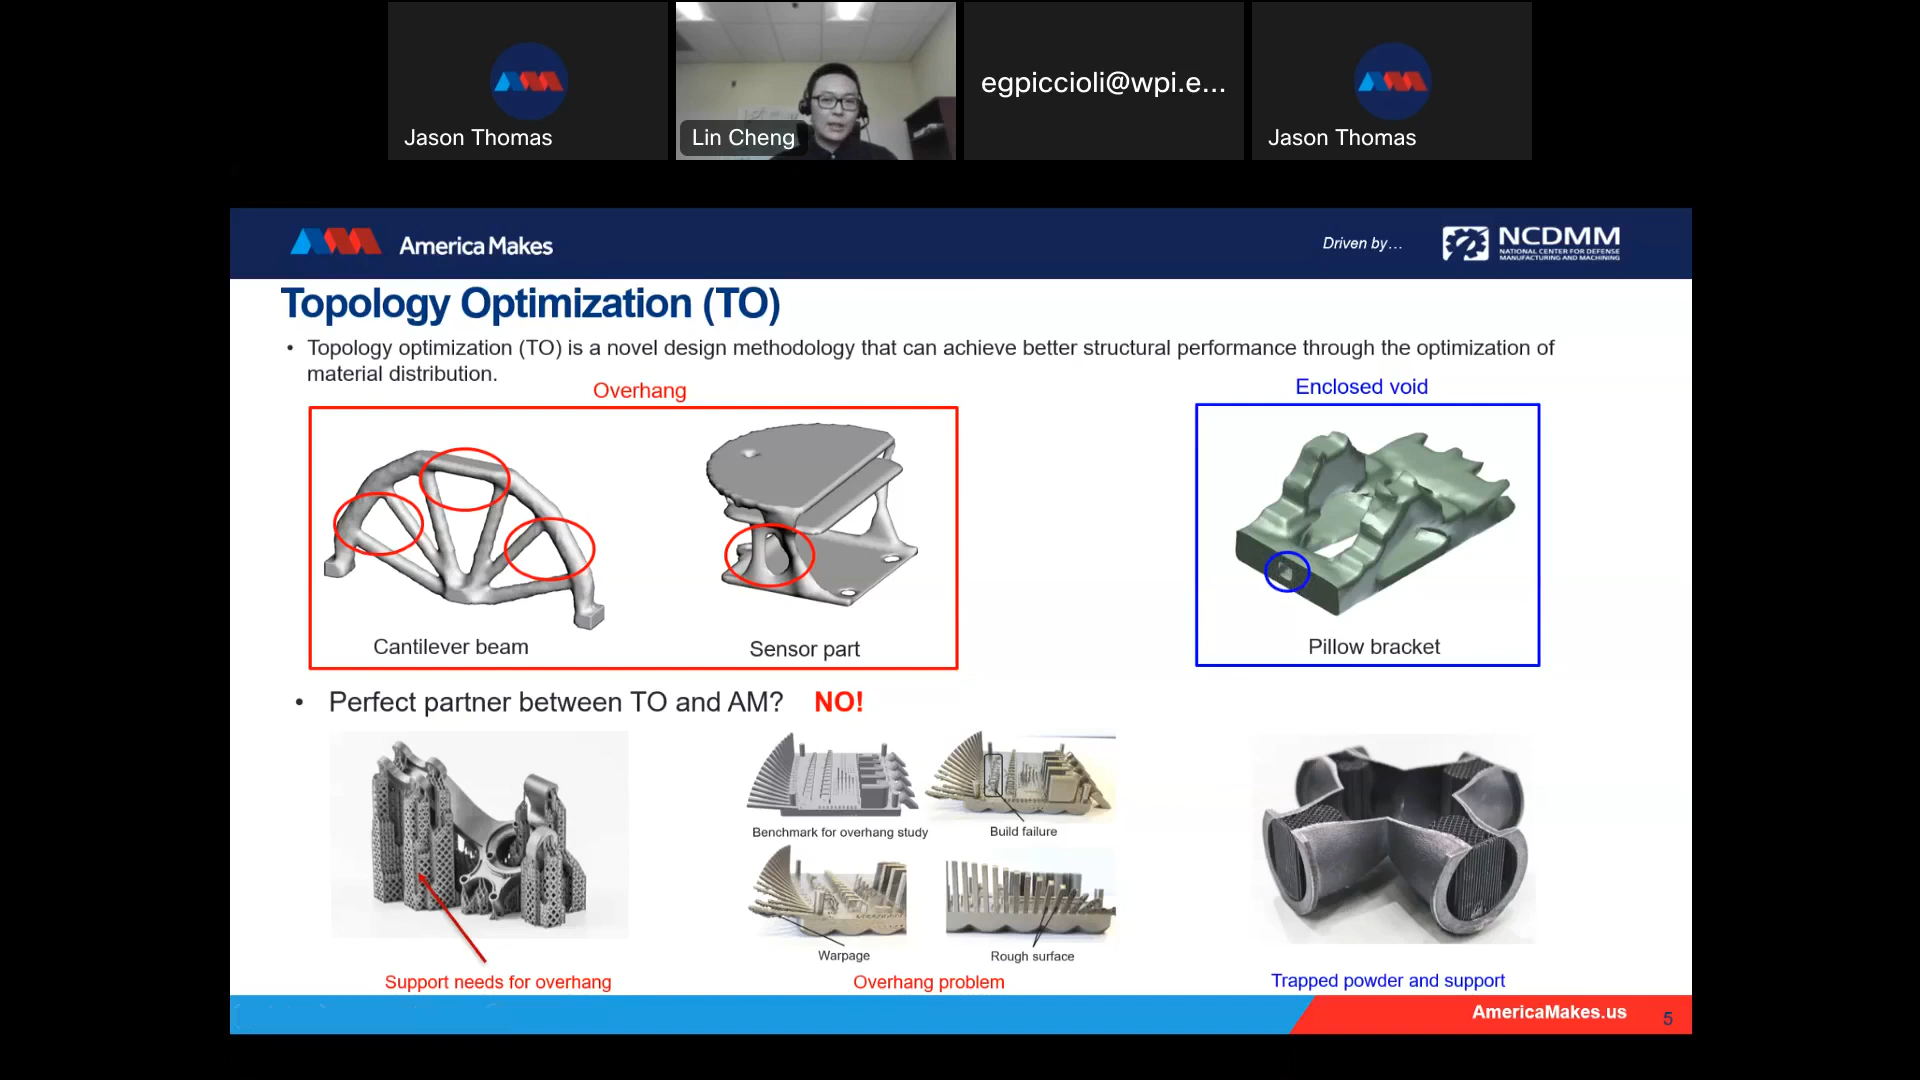 Jason Thomas
Lin Cheng
egpiccioli@wpi.e...
Jason Thomas
America Makes
Driven by...
NCDMM
NATIONAL CENTER FOR DEFENSE
MANUFACTURING AND MACHINING
Topology Optimization (TO)
• Topology optimization (TO) is a novel design methodology that can achieve better structural performance through the optimization of
material distribution.
Overhang
Enclosed void
Cantilever beam
Sensor part
Pillow bracket
• Perfect partner between TO and AM? NO!
Benchmark for overhang study
Build failure
Warpage
Rough surface
Support needs for overhang
Overhang problem
Trapped powder and support
AmericaMakes.us
5